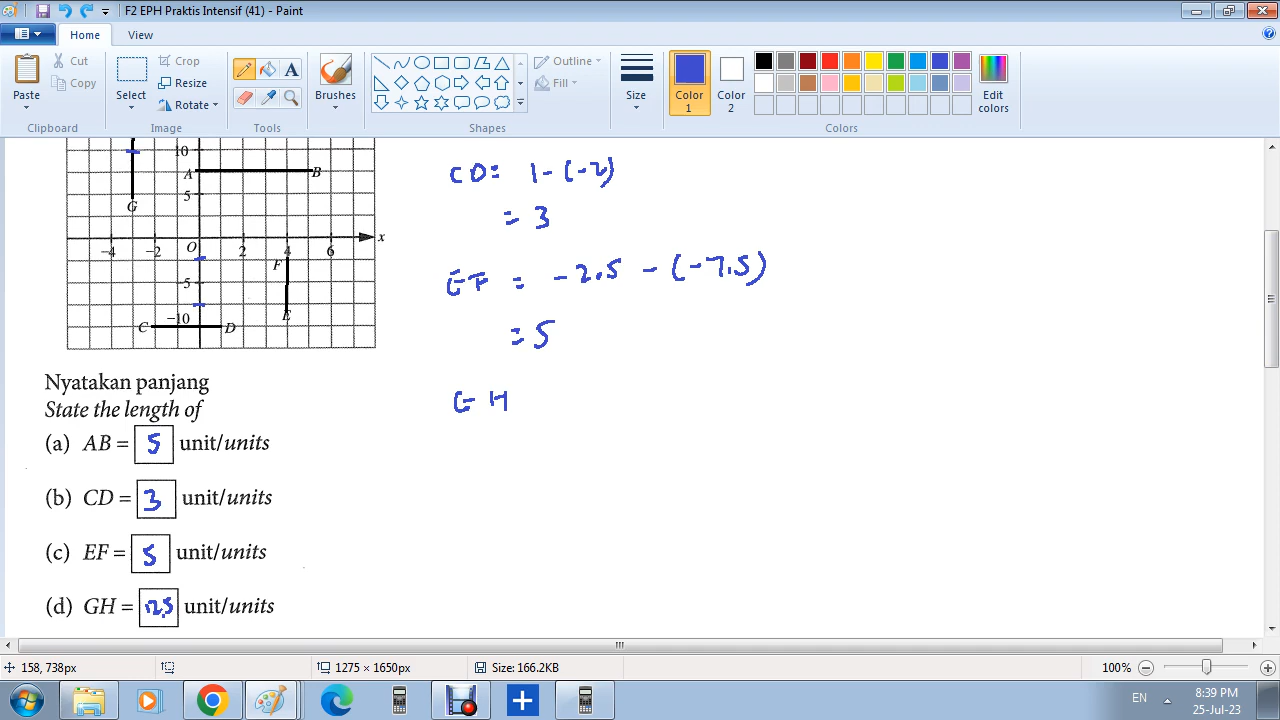 F2 EPH Praktis Intensif (41) - Paint
Home View
Paste
Cut
Copy
Clipboard
Select
Crop
Resize
Rotate
Image
A
Tools
Brushes
Outline
Fill
Shapes
Size
Color 1
Color 2
Edit colors
Colors
10
A B
5
G
O x
-4 -2 2 4 6
F
-5
E
-10
C D
CD = 1 - (-2)
= 3
EF = -2.5 - (-7.5)
= 5
GH
Nyatakan panjang
State the length of
(a) AB = 5 unit/units
(b) CD = 3 unit/units
(c) EF = 5 unit/units
(d) GH = 12.5 unit/units
158, 738px
1275 × 1650px
Size: 166.2KB
100%
EN
8:39 PM
25-Jul-23